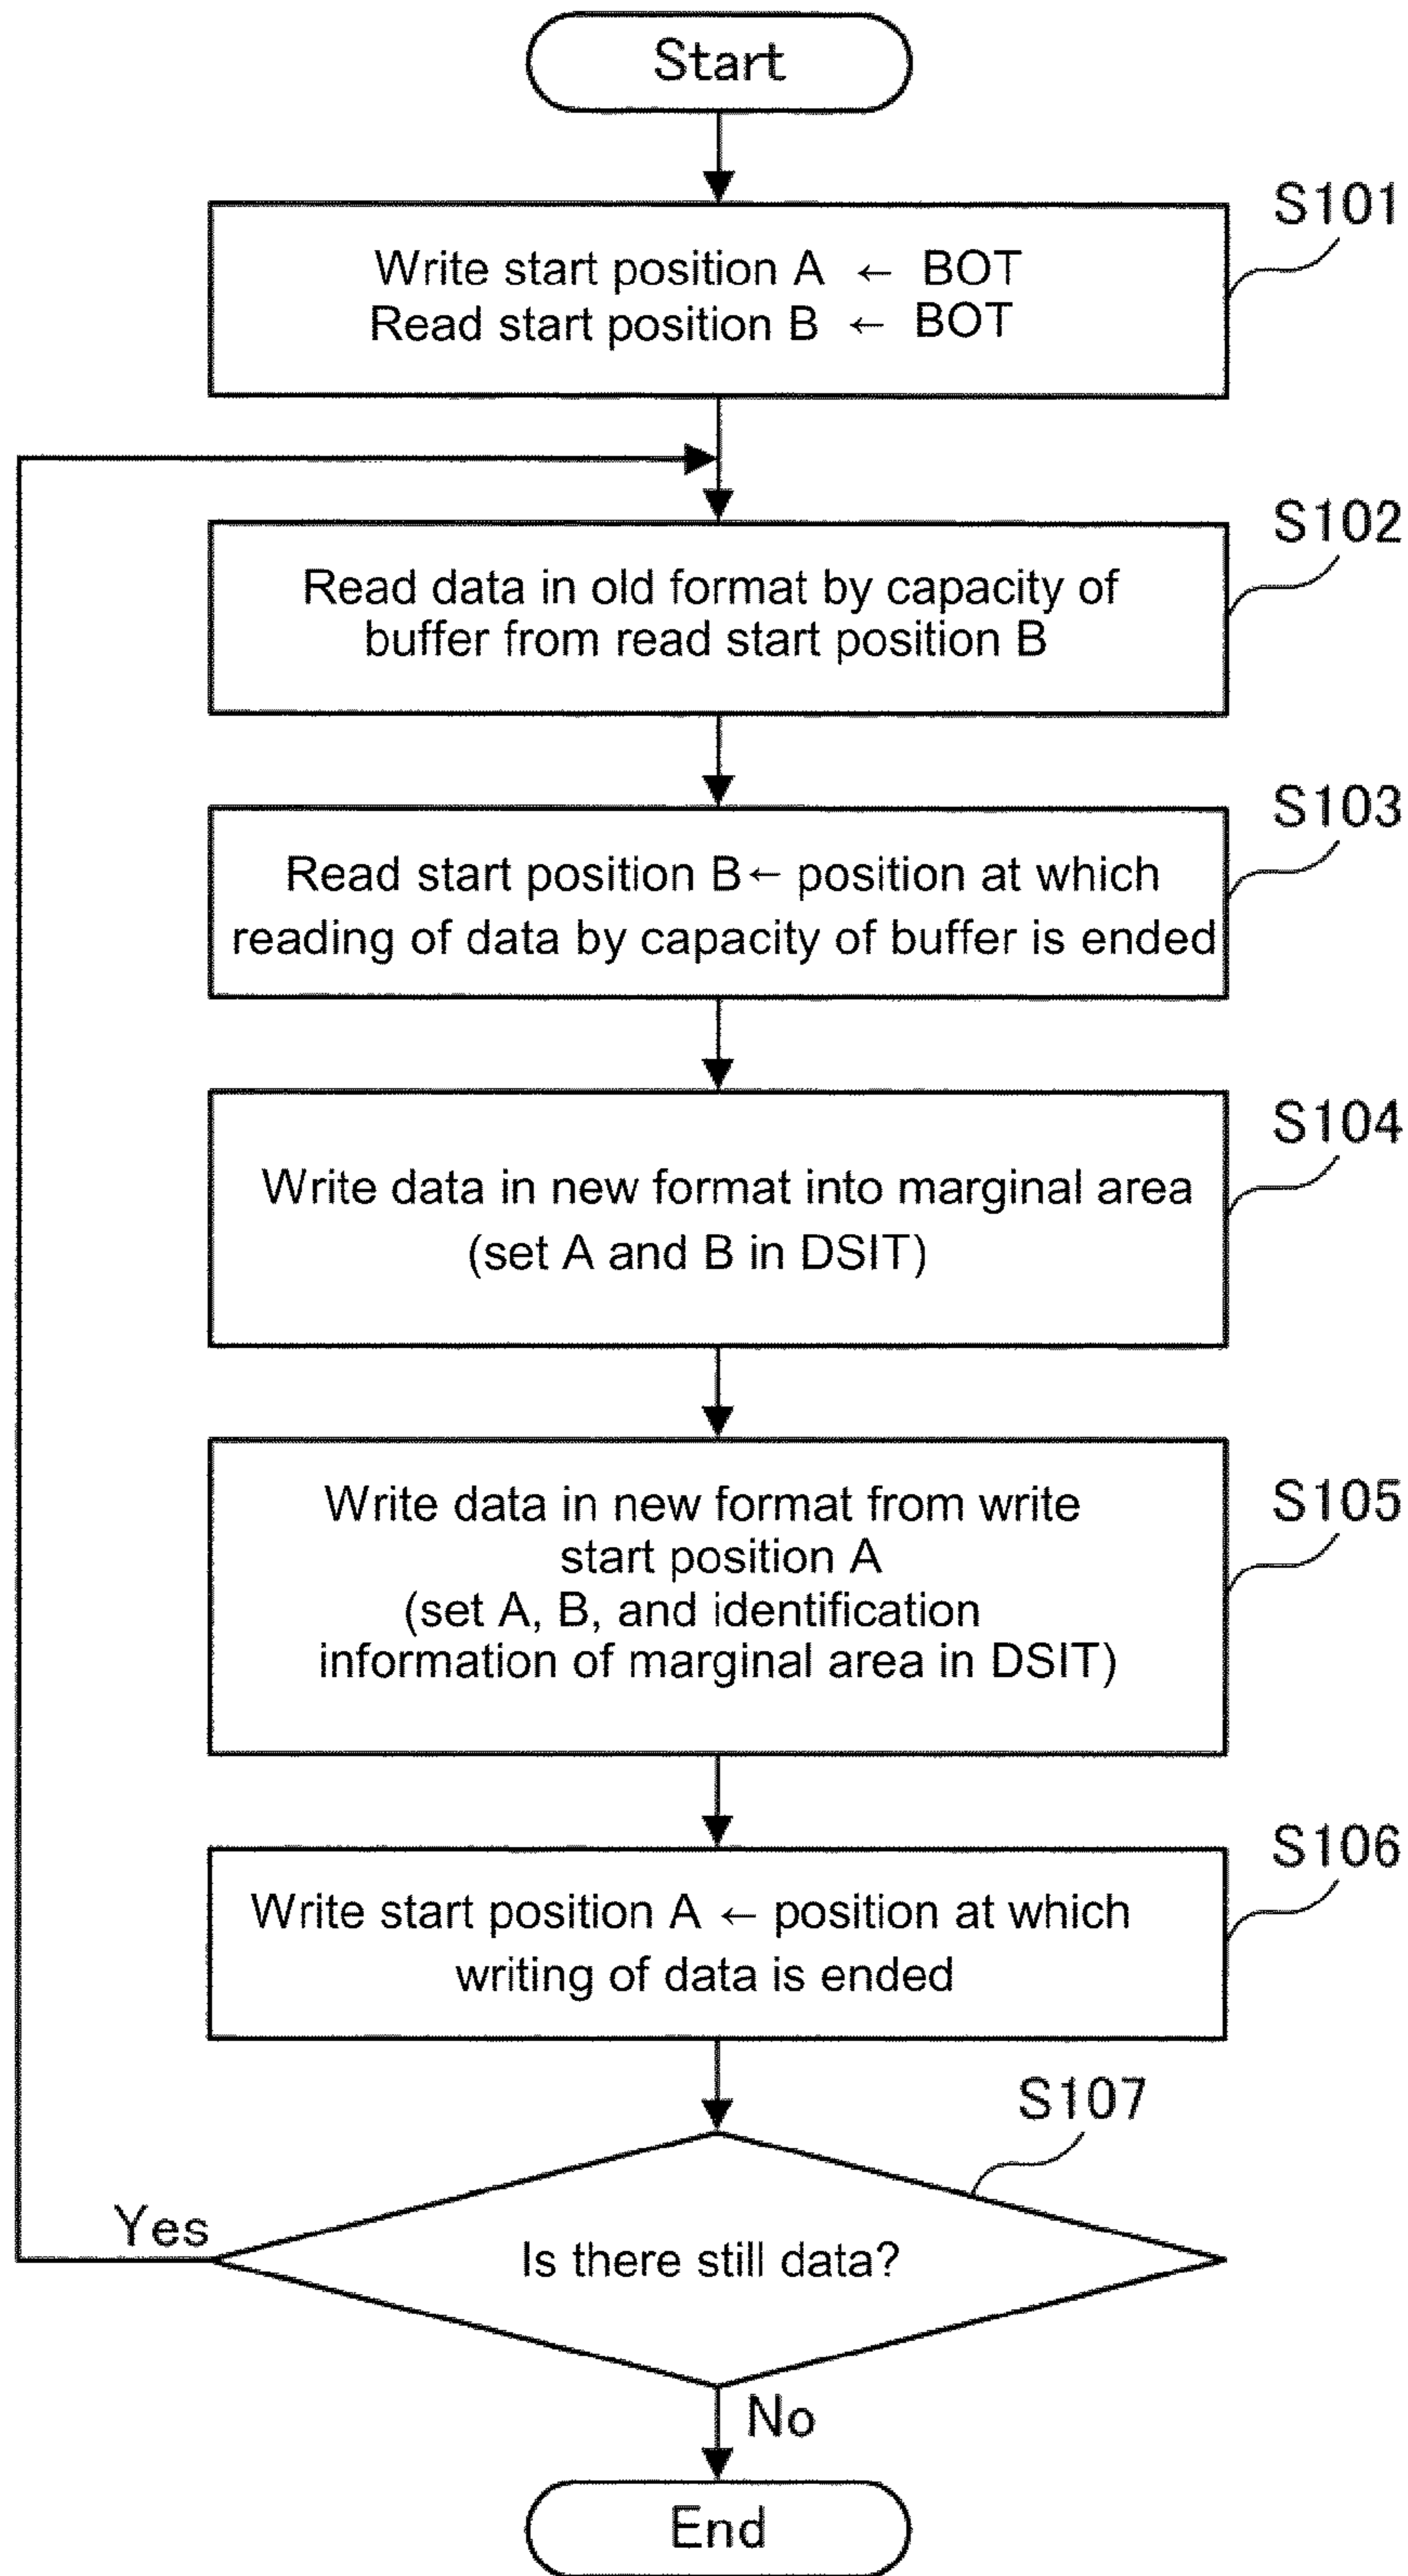 Start
S101
Write start position A ← BOT
Read start position B ← BOT
S102
Read data in old format by capacity of
buffer from read start position B
S103
Read start position B ← position at which
reading of data by capacity of buffer is ended
S104
Write data in new format into marginal area
(set A and B in DSIT)
S105
Write data in new format from write
start position A
(set A, B, and identification
information of marginal area in DSIT)
S106
Write start position A ← position at which
writing of data is ended
S107
Is there still data?
Yes
No
End